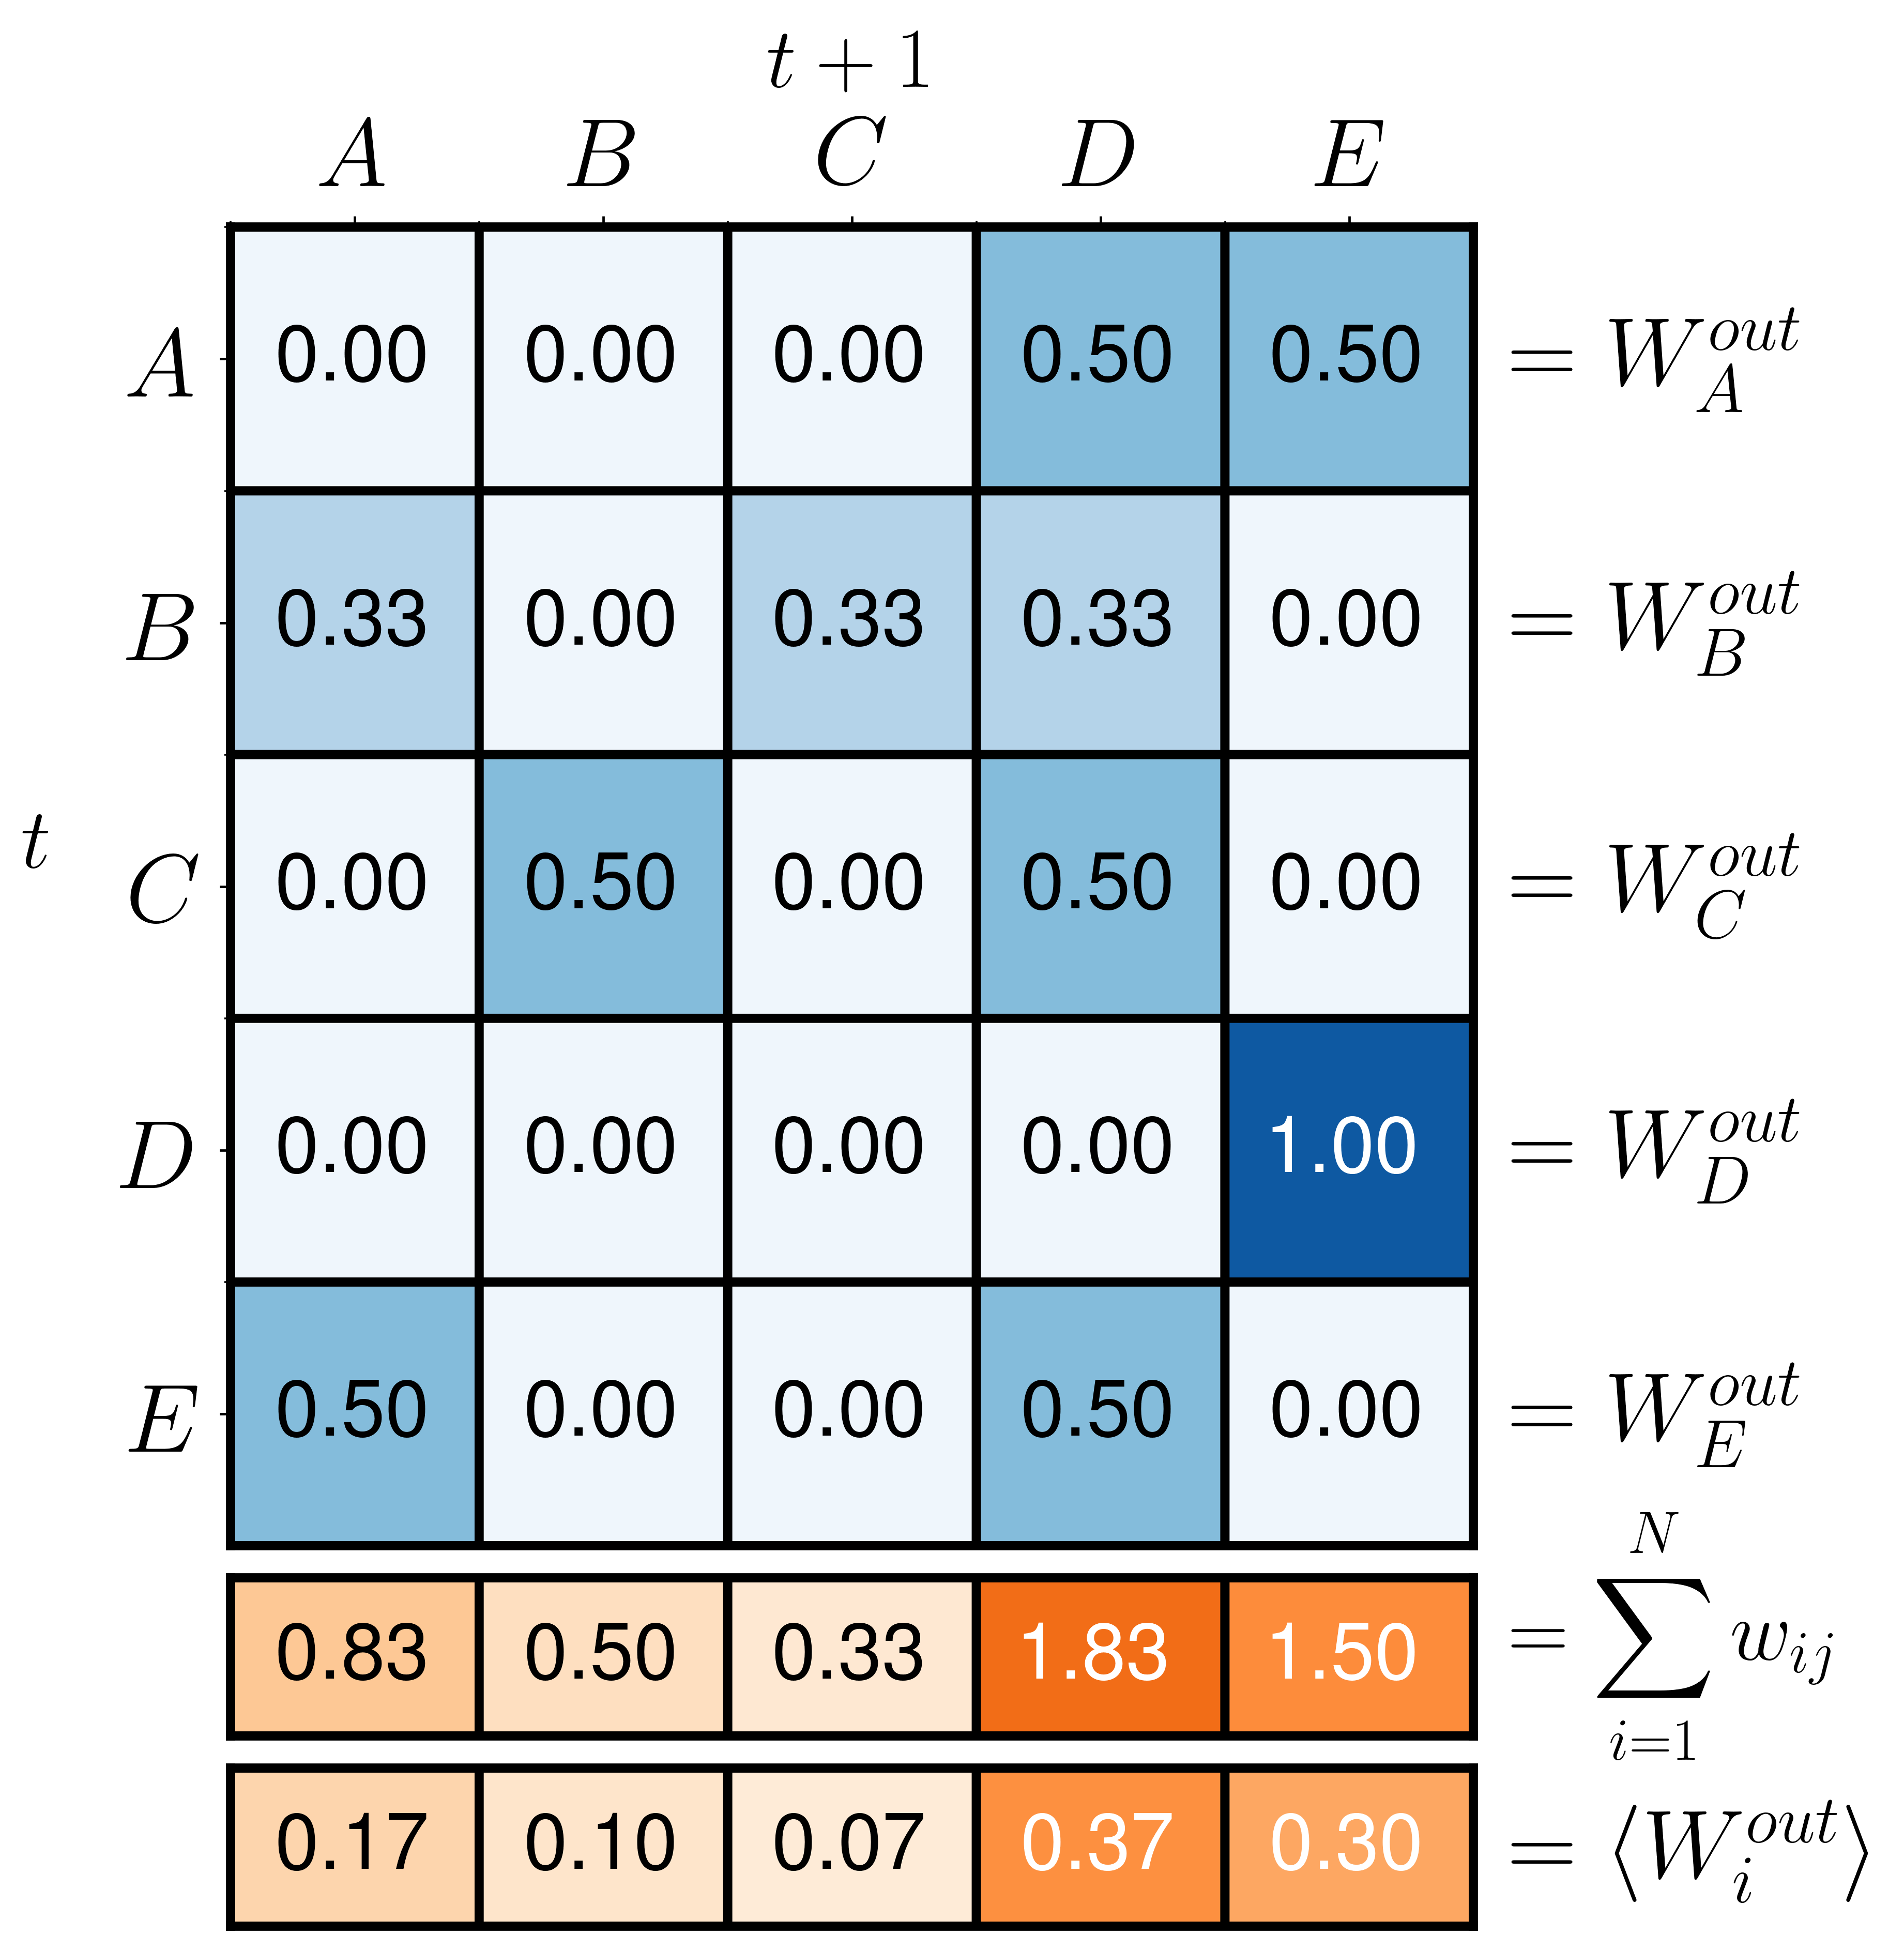 t + 1
A B C D E
A 0.00 0.00 0.00 0.50 0.50 = W_A^{out}
B 0.33 0.00 0.33 0.33 0.00 = W_B^{out}
t
C 0.00 0.50 0.00 0.50 0.00 = W_C^{out}
D 0.00 0.00 0.00 0.00 1.00 = W_D^{out}
E 0.50 0.00 0.00 0.50 0.00 = W_E^{out}
0.83 0.50 0.33 1.83 1.50 = \sum_{i=1}^{N} w_{ij}
0.17 0.10 0.07 0.37 0.30 = ⟨W_i^{out}⟩